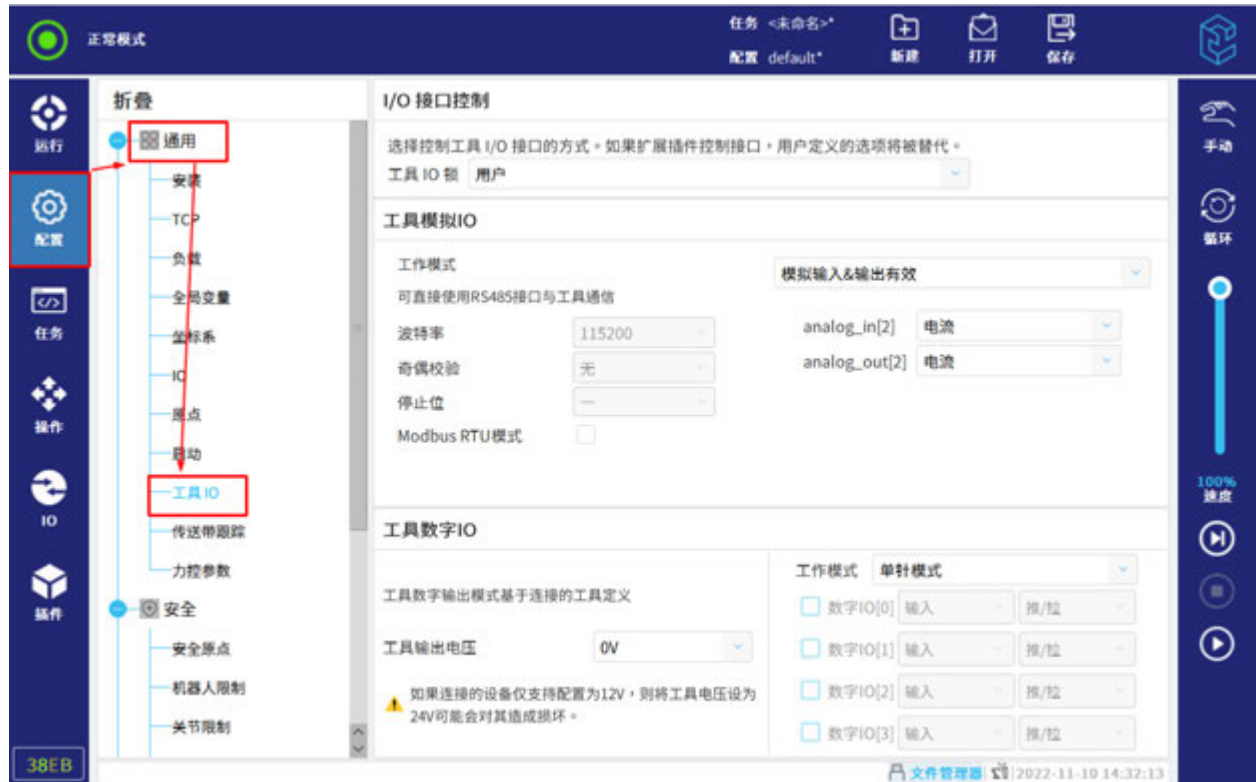 正常模式
任务 <未命名>*
配置 default*
新建
打开
保存
运行
配置
任务
操作
IO
插件
38EB
折叠
通用
安装
TCP
负载
全局变量
坐标系
IO
原点
启动
工具 IO
传送带跟踪
力控参数
安全
安全原点
机器人限制
关节限制
I/O 接口控制
选择控制工具 I/O 接口的方式。如果扩展插件控制接口,用户定义的选项将被替代。
工具 IO 锁 用户
工具模拟IO
工作模式 模拟输入&输出有效
可直接使用RS485接口与工具通信
波特率 115200 analog_in[2] 电流
奇偶校验 无 analog_out[2] 电流
停止位 一
Modbus RTU模式
工具数字IO
工作模式 单针模式
工具数字输出模式基于连接的工具定义
数字IO[0] 输入 推/拉
工具输出电压 0V
数字IO[1] 输入 推/拉
如果连接的设备仅支持配置为12V,则将工具电压设为
24V可能会对其造成损坏。
数字IO[2] 输入 推/拉
数字IO[3] 输入 推/拉
手动
循环
100%
速度
文件管理器 2022-11-10 14:32:13